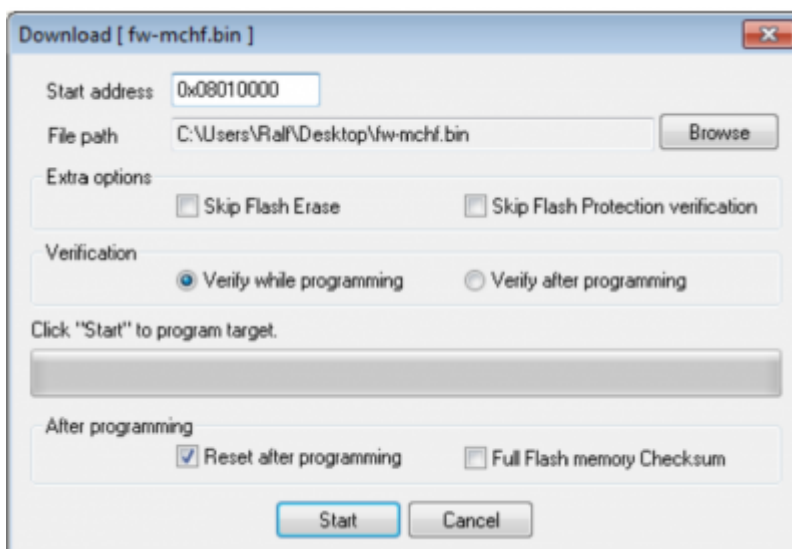 Download [ fw-mchf.bin ]
Start address 0x08010000
File path C:\Users\Ralf\Desktop\fw-mchf.bin Browse
Extra options
Skip Flash Erase Skip Flash Protection verification
Verification
Verify while programming Verify after programming
Click "Start" to program target.
After programming
Reset after programming Full Flash memory Checksum
Start Cancel